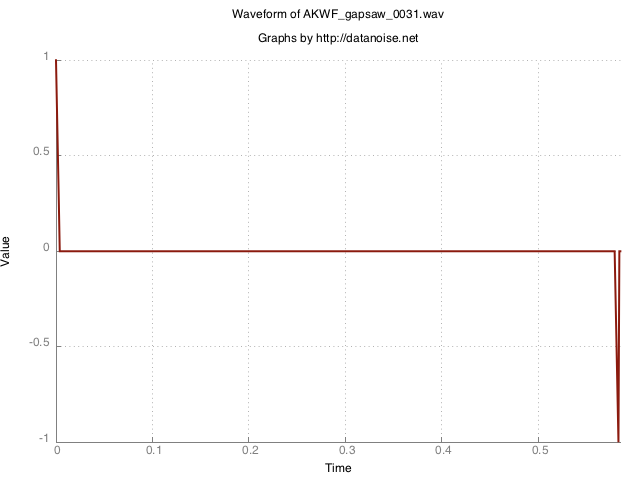 Waveform of AKWF_gapsaw_0031.wav
Graphs by http://datanoise.net
1
0.5
0
-0.5
-1
Value
0 0.1 0.2 0.3 0.4 0.5
Time